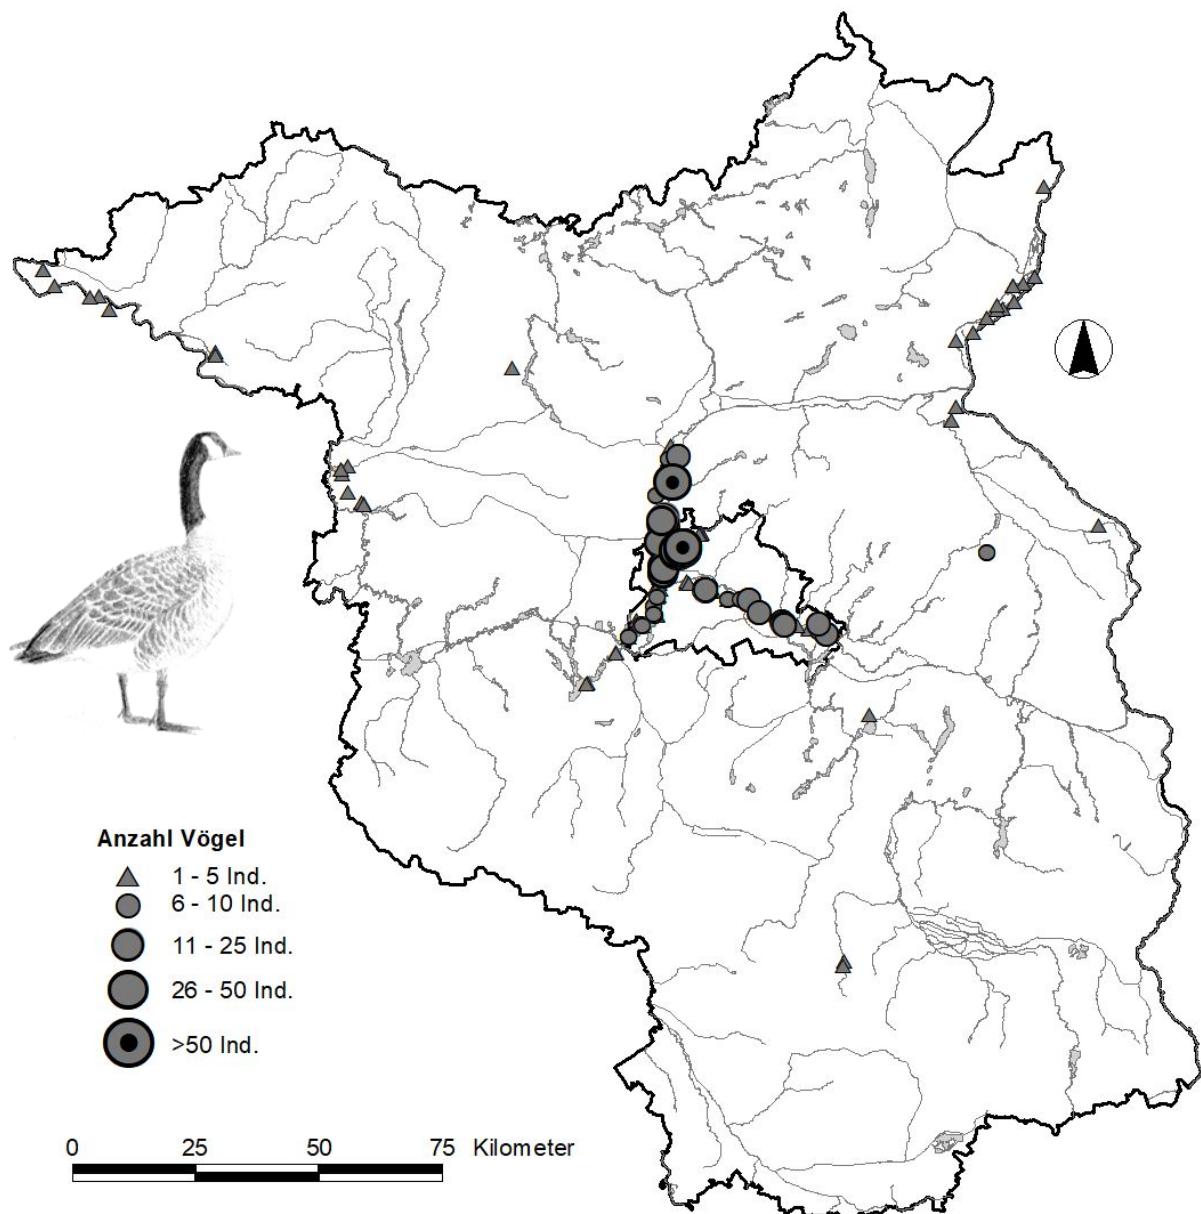 Anzahl Vögel
1 - 5 Ind.
6 - 10 Ind.
11 - 25 Ind.
26 - 50 Ind.
>50 Ind.
0 25 50 75 Kilometer